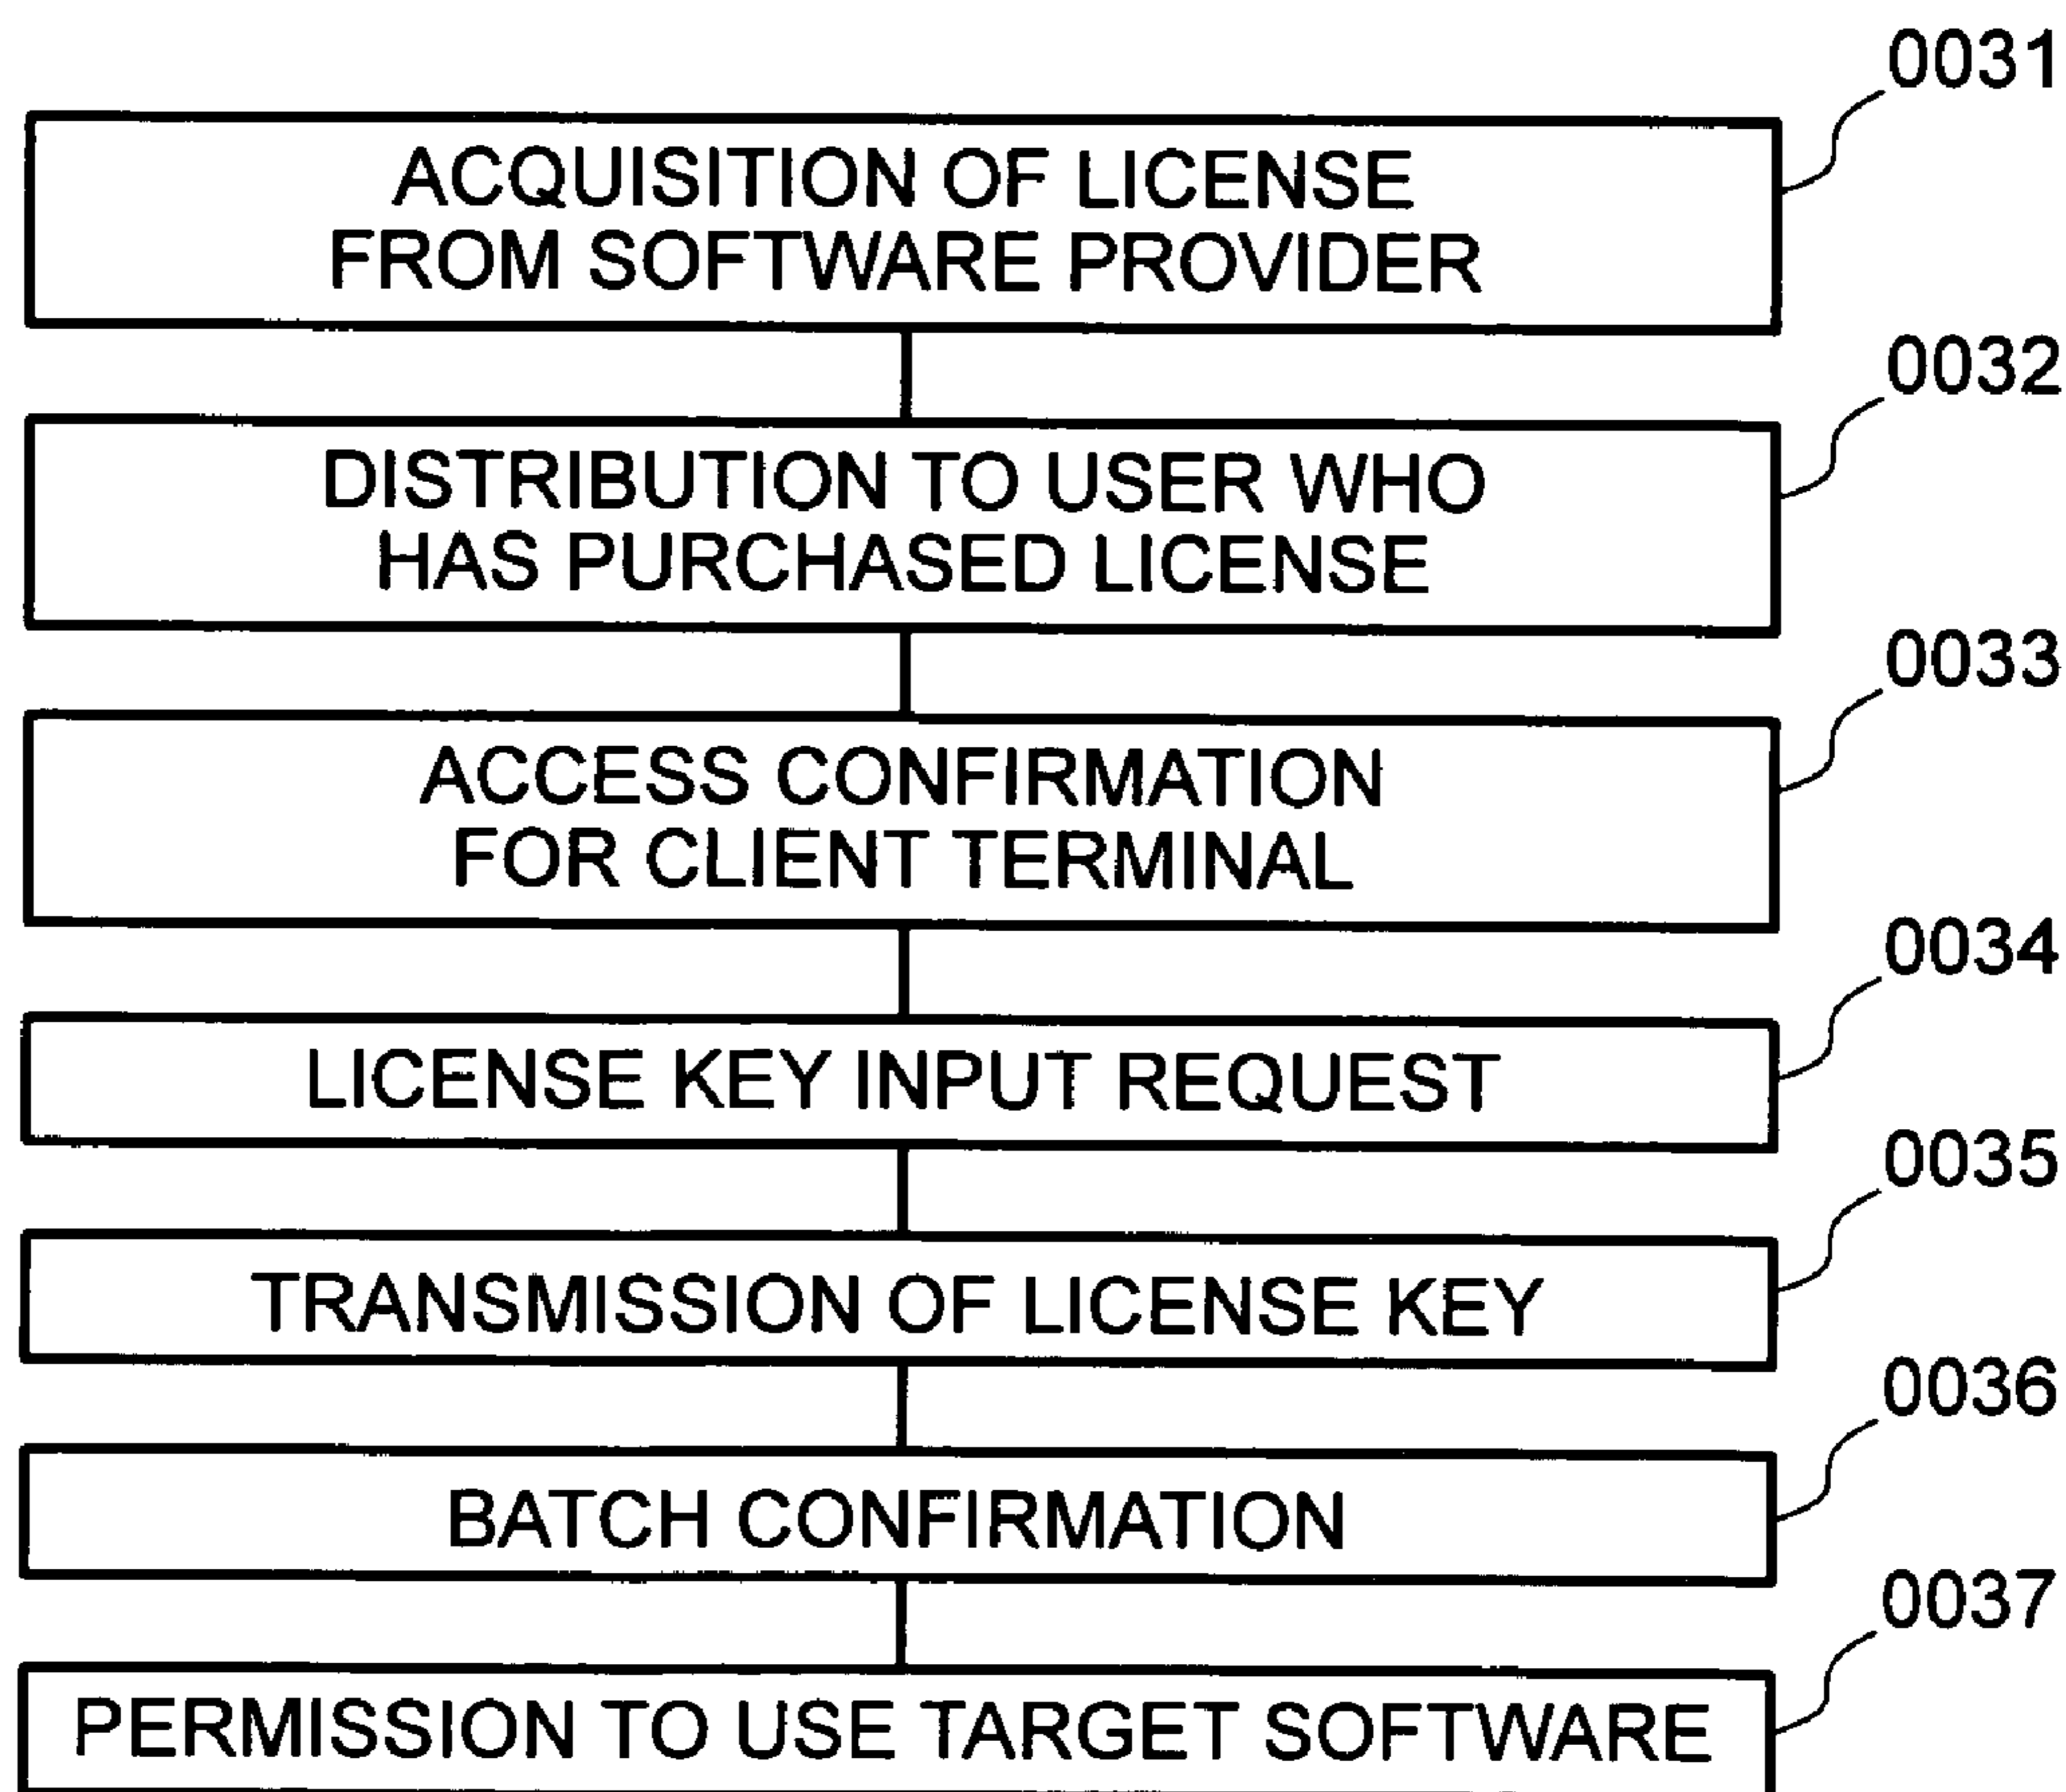 0031
ACQUISITION OF LICENSE
FROM SOFTWARE PROVIDER
0032
DISTRIBUTION TO USER WHO
HAS PURCHASED LICENSE
0033
ACCESS CONFIRMATION
FOR CLIENT TERMINAL
0034
LICENSE KEY INPUT REQUEST
0035
TRANSMISSION OF LICENSE KEY
0036
BATCH CONFIRMATION
0037
PERMISSION TO USE TARGET SOFTWARE